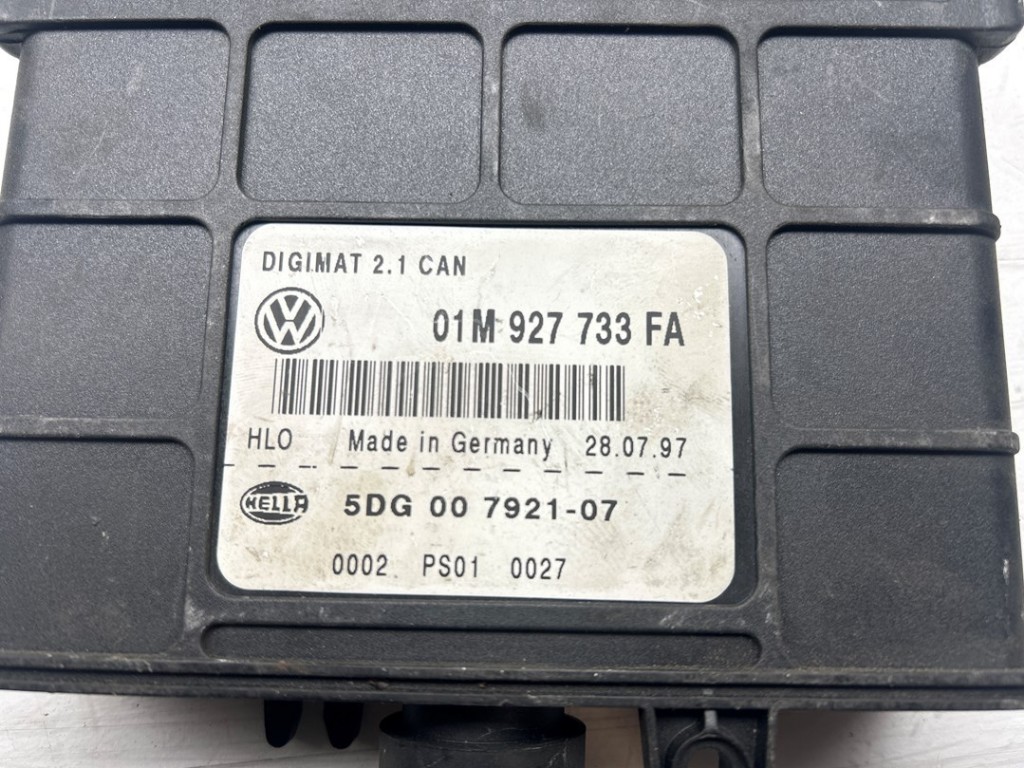 DIGIMAT 2.1 CAN
01M 927 733 FA
HLO Made in Germany 28.07.97
HELLA 5DG 00 7921-07
0002 PS01 0027